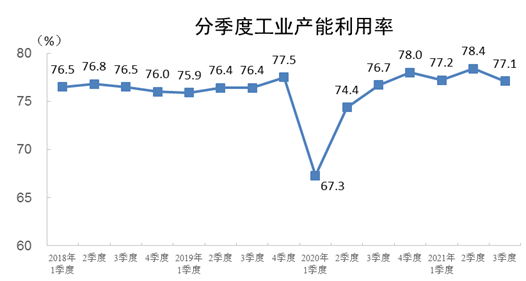 分季度工业产能利用率
(%)
80
75
70
65
60
76.5
76.8
76.5
76.0
75.9
76.4
76.4
77.5
67.3
74.4
76.7
78.0
77.2
78.4
77.1
2018年
1季度
2季度
3季度
4季度
2019年
1季度
2季度
3季度
4季度
2020年
1季度
2季度
3季度
4季度
2021年
1季度
2季度
3季度